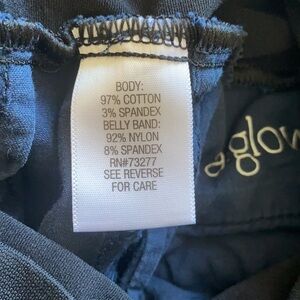 BODY:
97% COTTON
3% SPANDEX
BELLY BAND:
92% NYLON
8% SPANDEX
RN#73277
SEE REVERSE
FOR CARE
a:glow